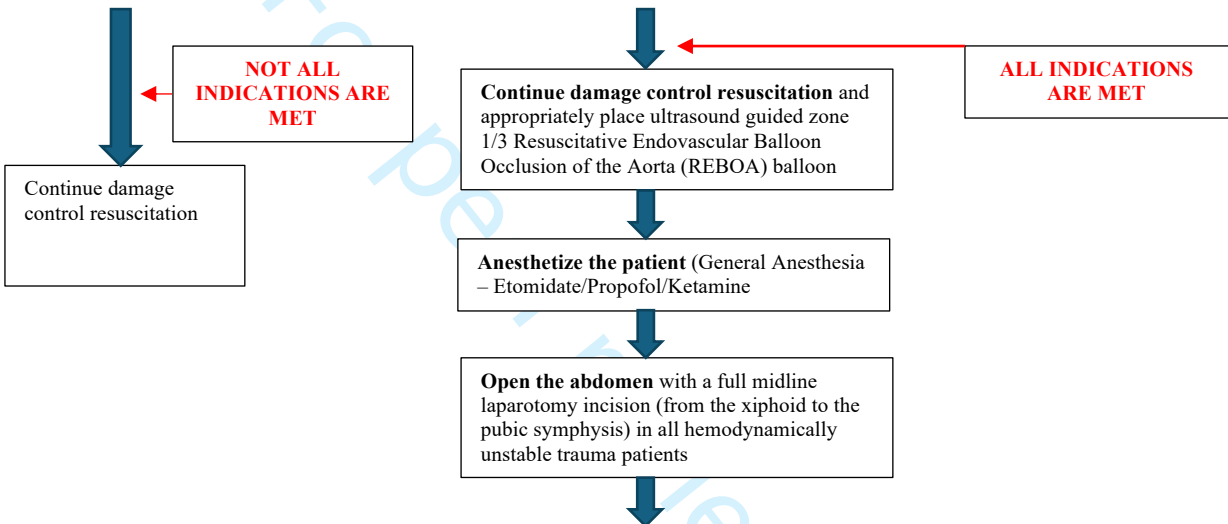 NOT ALL
INDICATIONS ARE
MET
ALL INDICATIONS
ARE MET
Continue damage control resuscitation and
appropriately place ultrasound guided zone
1/3 Resuscitative Endovascular Balloon
Occlusion of the Aorta (REBOA) balloon
Continue damage
control resuscitation
Anesthetize the patient (General Anesthesia
– Etomidate/Propofol/Ketamine
Open the abdomen with a full midline
laparotomy incision (from the xiphoid to the
pubic symphysis) in all hemodynamically
unstable trauma patients